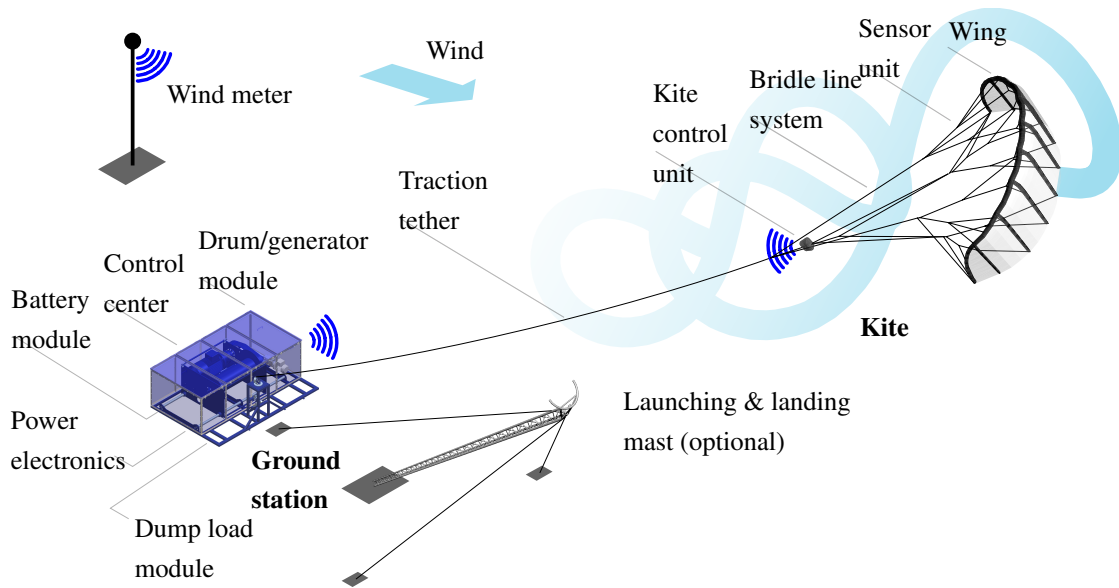 Wind meter
Wind
Sensor
unit
Wing
Bridle line
system
Kite
control
unit
Traction
tether
Drum/generator
module
Control
center
Battery
module
Kite
Power
electronics
Ground
station
Dump load
module
Launching & landing
mast (optional)